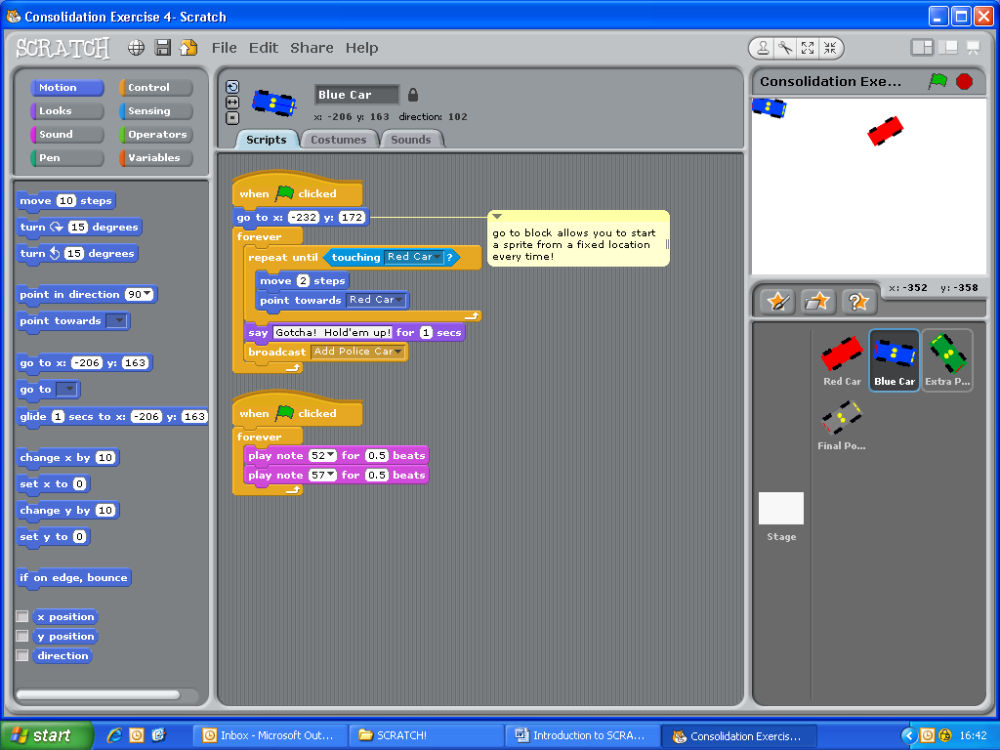 Consolidation Exercise 4- Scratch
SCRATCH
File Edit Share Help
Motion
Control
Looks
Sensing
Sound
Operators
Pen
Variables
move 10 steps
turn 15 degrees
turn 15 degrees
point in direction 90
point towards
go to x: -206 y: 163
go to
glide 1 secs to x: -206 y: 163
change x by 10
set x to 0
change y by 10
set y to 0
if on edge, bounce
x position
y position
direction
Blue Car
x: -206 y: 163 direction: 102
Scripts Costumes Sounds
when clicked
go to x: -232 y: 172
forever
repeat until touching Red Car ?
move 2 steps
point towards Red Car
say Gotcha! Hold'em up! for 1 secs
broadcast Add Police Car
go to block allows you to start
a sprite from a fixed location
every time!
when clicked
forever
play note 52 for 0.5 beats
play note 57 for 0.5 beats
Consolidation Exe...
x: -352 y: -358
Red Car
Blue Car
Extra P...
Final Po...
Stage
start
Inbox - Microsoft Out...
SCRATCH!
Introduction to SCRA...
Consolidation Exercis...
16:42